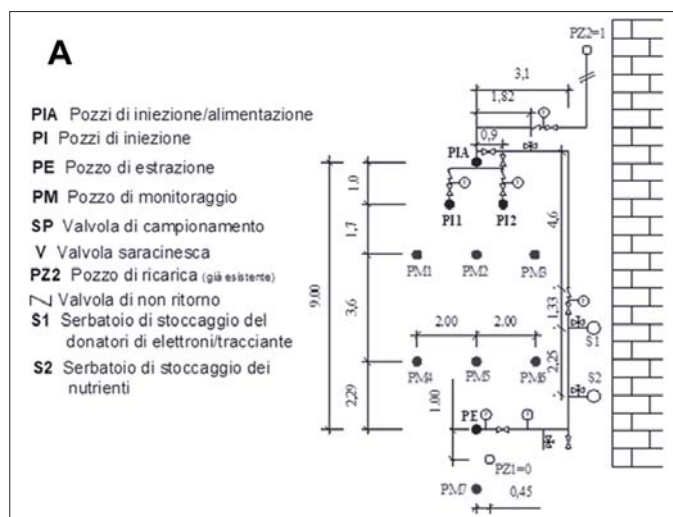 A
PIA Pozzi di iniezione/alimentazione
PI Pozzi di iniezione
PE Pozzo di estrazione
PM Pozzo di monitoraggio
SP Valvola di campionamento
V Valvola saracinesca
PZ2 Pozzo di ricarica (già esistente)
Valvola di non ritorno
S1 Serbatoio di stoccaggio del
donatori di elettroni/tracciante
S2 Serbatoio di stoccaggio dei
nutrienti
PZ2=1
3,1
1,82
0,9
PIA
1.0
PI1
PI2
1,7
4,6
PM1
PM2
PM3
9.00
3,6
1,33
2.00
2.00
S1
2,25
PM4
PM5
PM6
S2
2,29
1.00
PE
PZ1=0
PM7
0,45